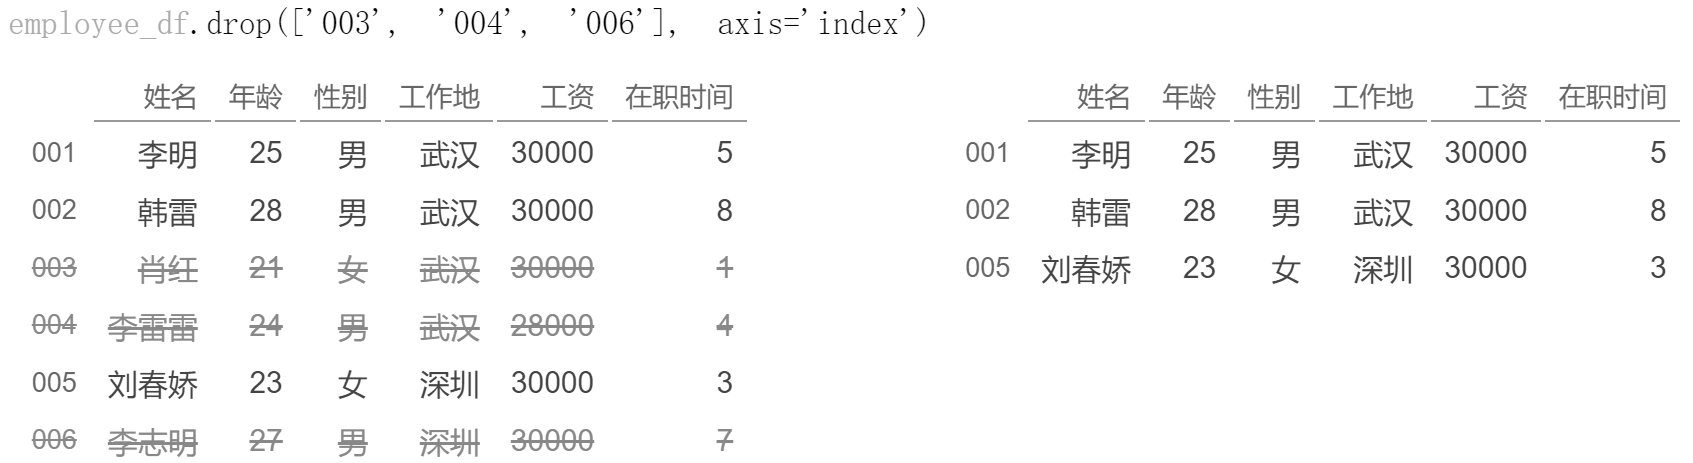 employee_df.drop(['003', '004', '006'], axis='index')
姓名 年龄 性别 工作地 工资 在职时间
001 李明 25 男 武汉 30000 5
002 韩雷 28 男 武汉 30000 8
003 肖红 21 女 武汉 30000 1
004 李雷雷 24 男 武汉 28000 4
005 刘春娇 23 女 深圳 30000 3
006 李志明 27 男 深圳 30000 7
姓名 年龄 性别 工作地 工资 在职时间
001 李明 25 男 武汉 30000 5
002 韩雷 28 男 武汉 30000 8
005 刘春娇 23 女 深圳 30000 3